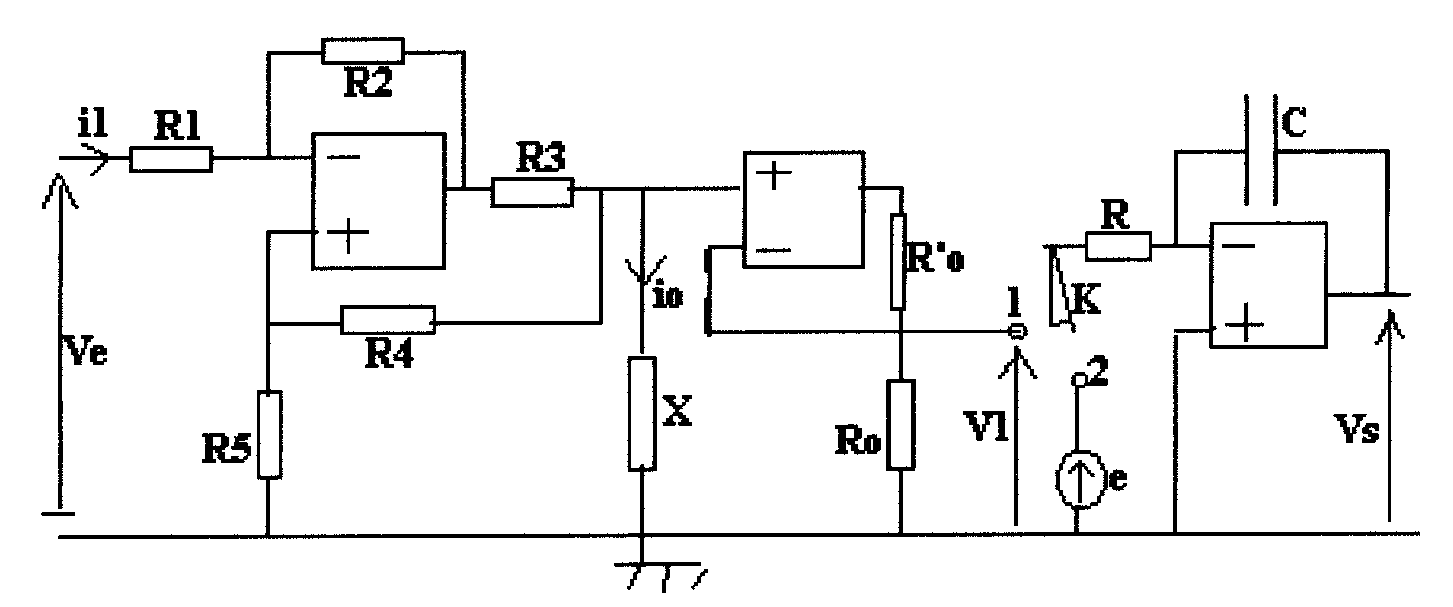 R2
C
i1
R1
R3
−
+
R
−
+
−
R'o
io
1
K
+
Ve
R4
2
X
V1
Vs
R5
Ro
e